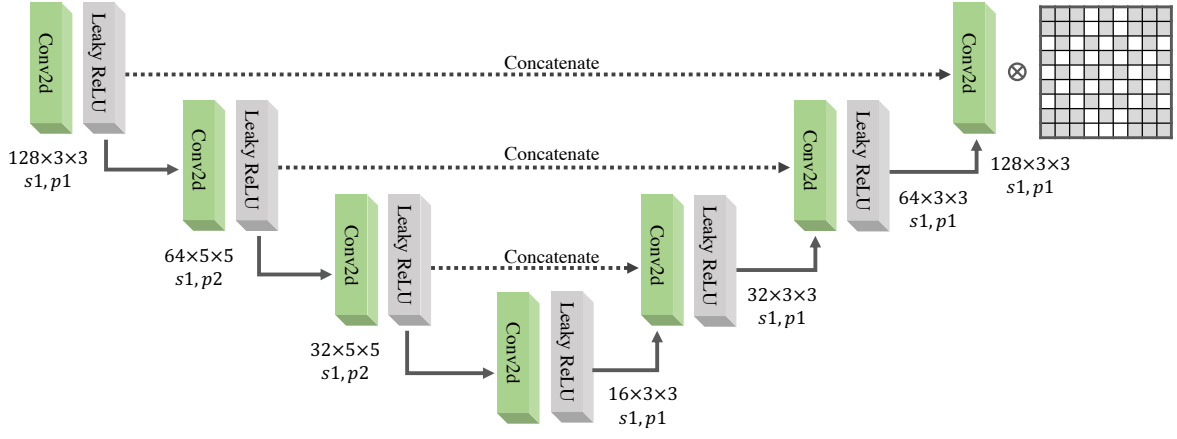 Conv2d
Leaky ReLU
128×3×3
s1, p1
Concatenate
Conv2d
⊗
Conv2d
Leaky ReLU
64×5×5
s1, p2
Concatenate
Conv2d
Leaky ReLU
64×3×3
s1, p1
128×3×3
s1, p1
Conv2d
Leaky ReLU
32×5×5
s1, p2
Concatenate
Conv2d
Leaky ReLU
32×3×3
s1, p1
Conv2d
Leaky ReLU
16×3×3
s1, p1